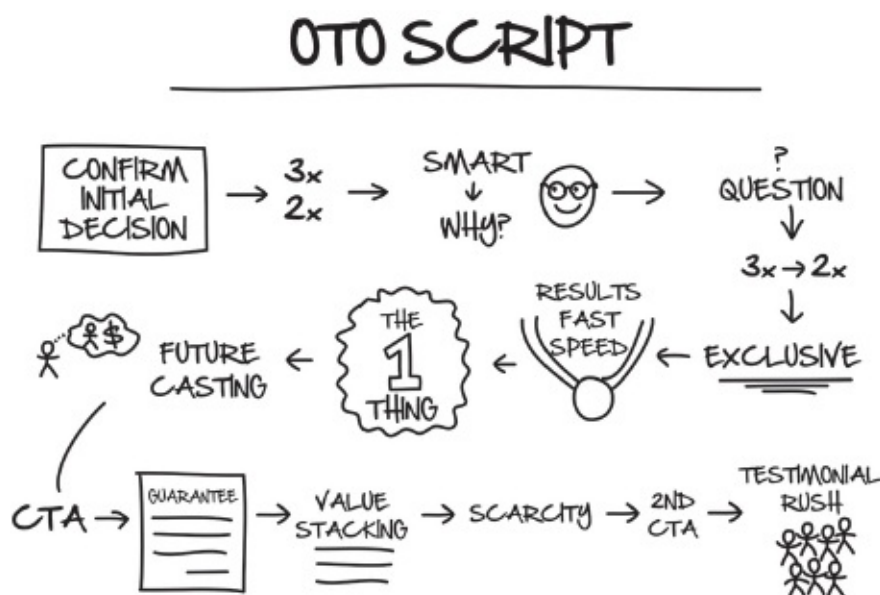 OTO SCRIPT
CONFIRM
INITIAL
DECISION
3x
2x
SMART
WHY?
?
QUESTION
3x → 2x
EXCLUSIVE
RESULTS
FAST
SPEED
THE
1
THING
$
FUTURE
CASTING
CTA
GUARANTEE
VALUE
STACKING
SCARCITY
2ND
CTA
TESTIMONIAL
RUSH